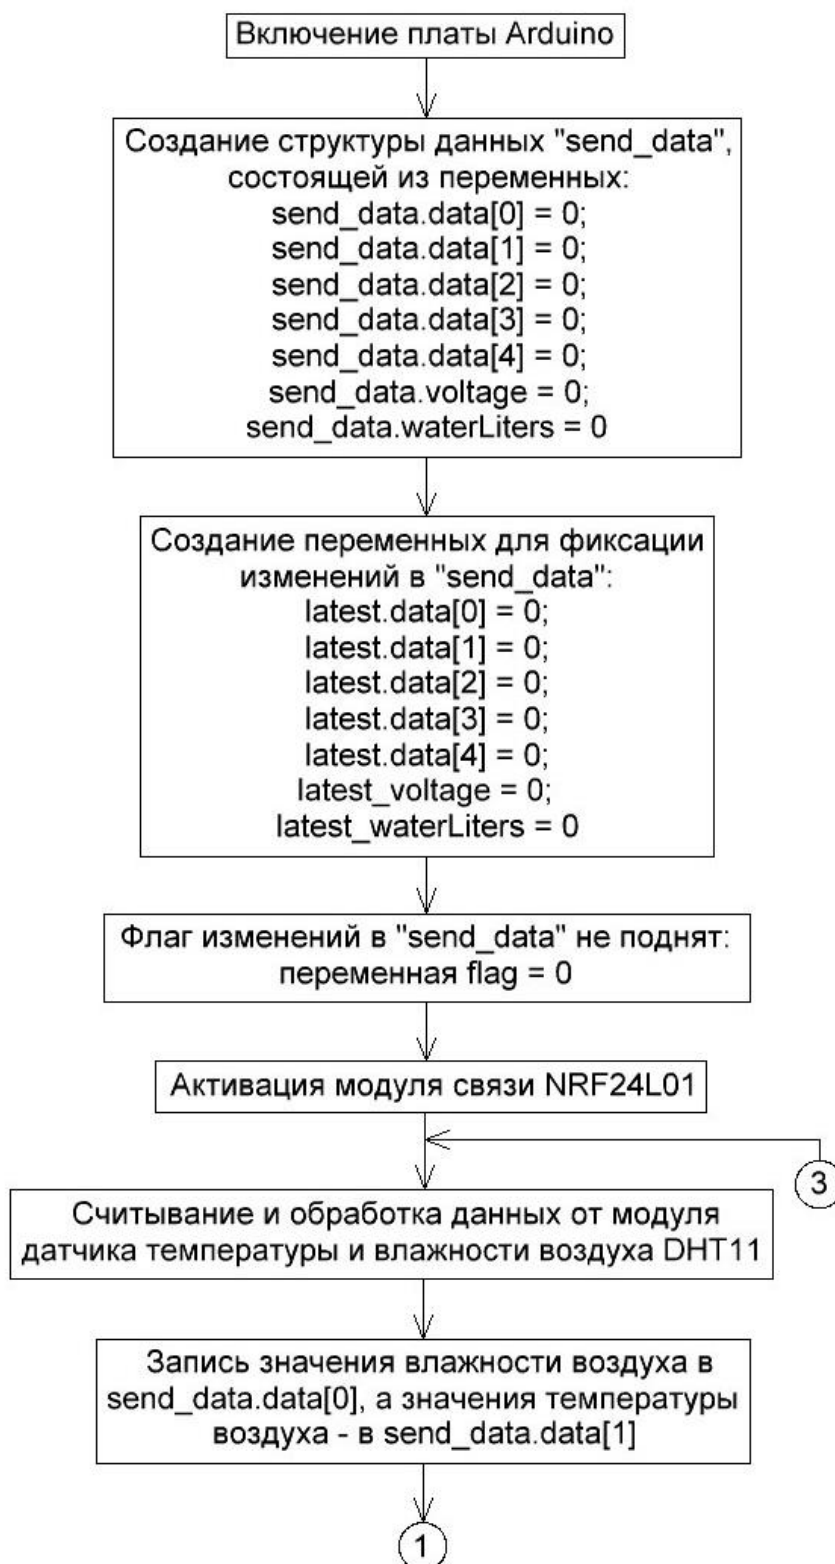 Включение платы Arduino
Создание структуры данных "send_data",
состоящей из переменных:
send_data.data[0] = 0;
send_data.data[1] = 0;
send_data.data[2] = 0;
send_data.data[3] = 0;
send_data.data[4] = 0;
send_data.voltage = 0;
send_data.waterLiters = 0
Создание переменных для фиксации
изменений в "send_data":
latest.data[0] = 0;
latest.data[1] = 0;
latest.data[2] = 0;
latest.data[3] = 0;
latest.data[4] = 0;
latest_voltage = 0;
latest_waterLiters = 0
Флаг изменений в "send_data" не поднят:
переменная flag = 0
Активация модуля связи NRF24L01
3
Считывание и обработка данных от модуля
датчика температуры и влажности воздуха DHT11
Запись значения влажности воздуха в
send_data.data[0], а значения температуры
воздуха - в send_data.data[1]
1